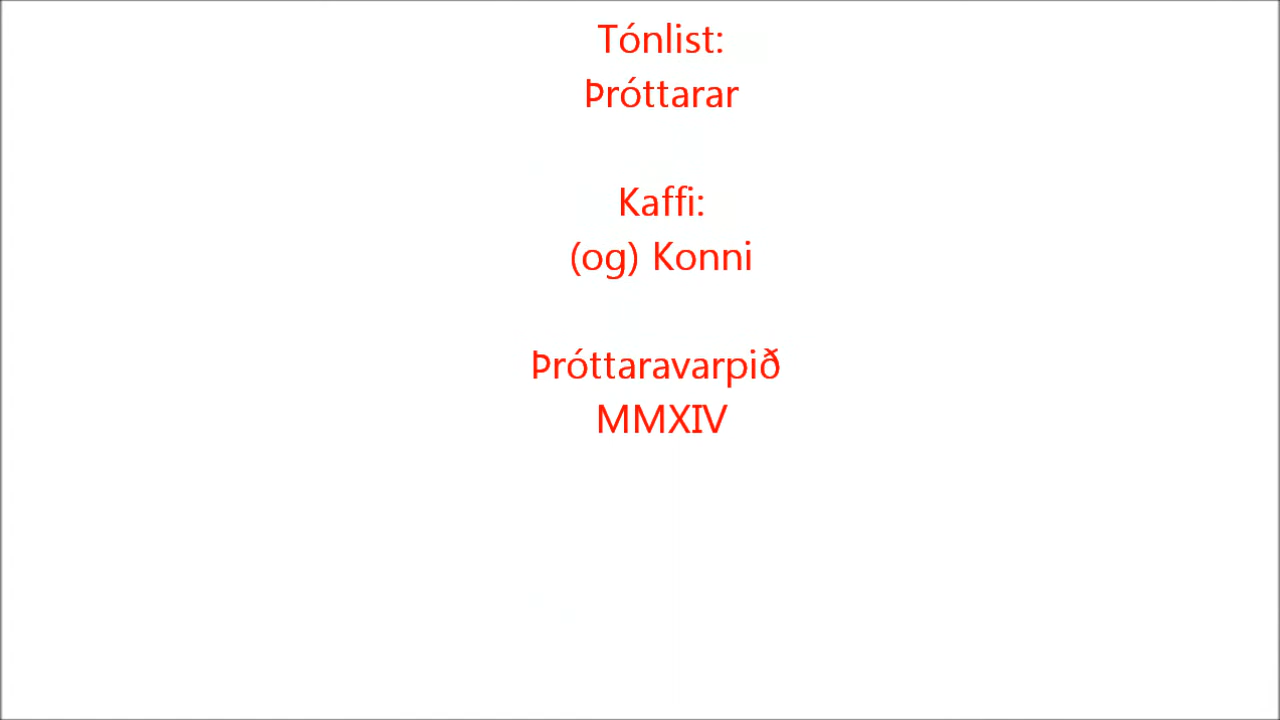 Tónlist:
Þróttarar
Kaffi:
(og) Konni
Þróttaravarpið
MMXIV